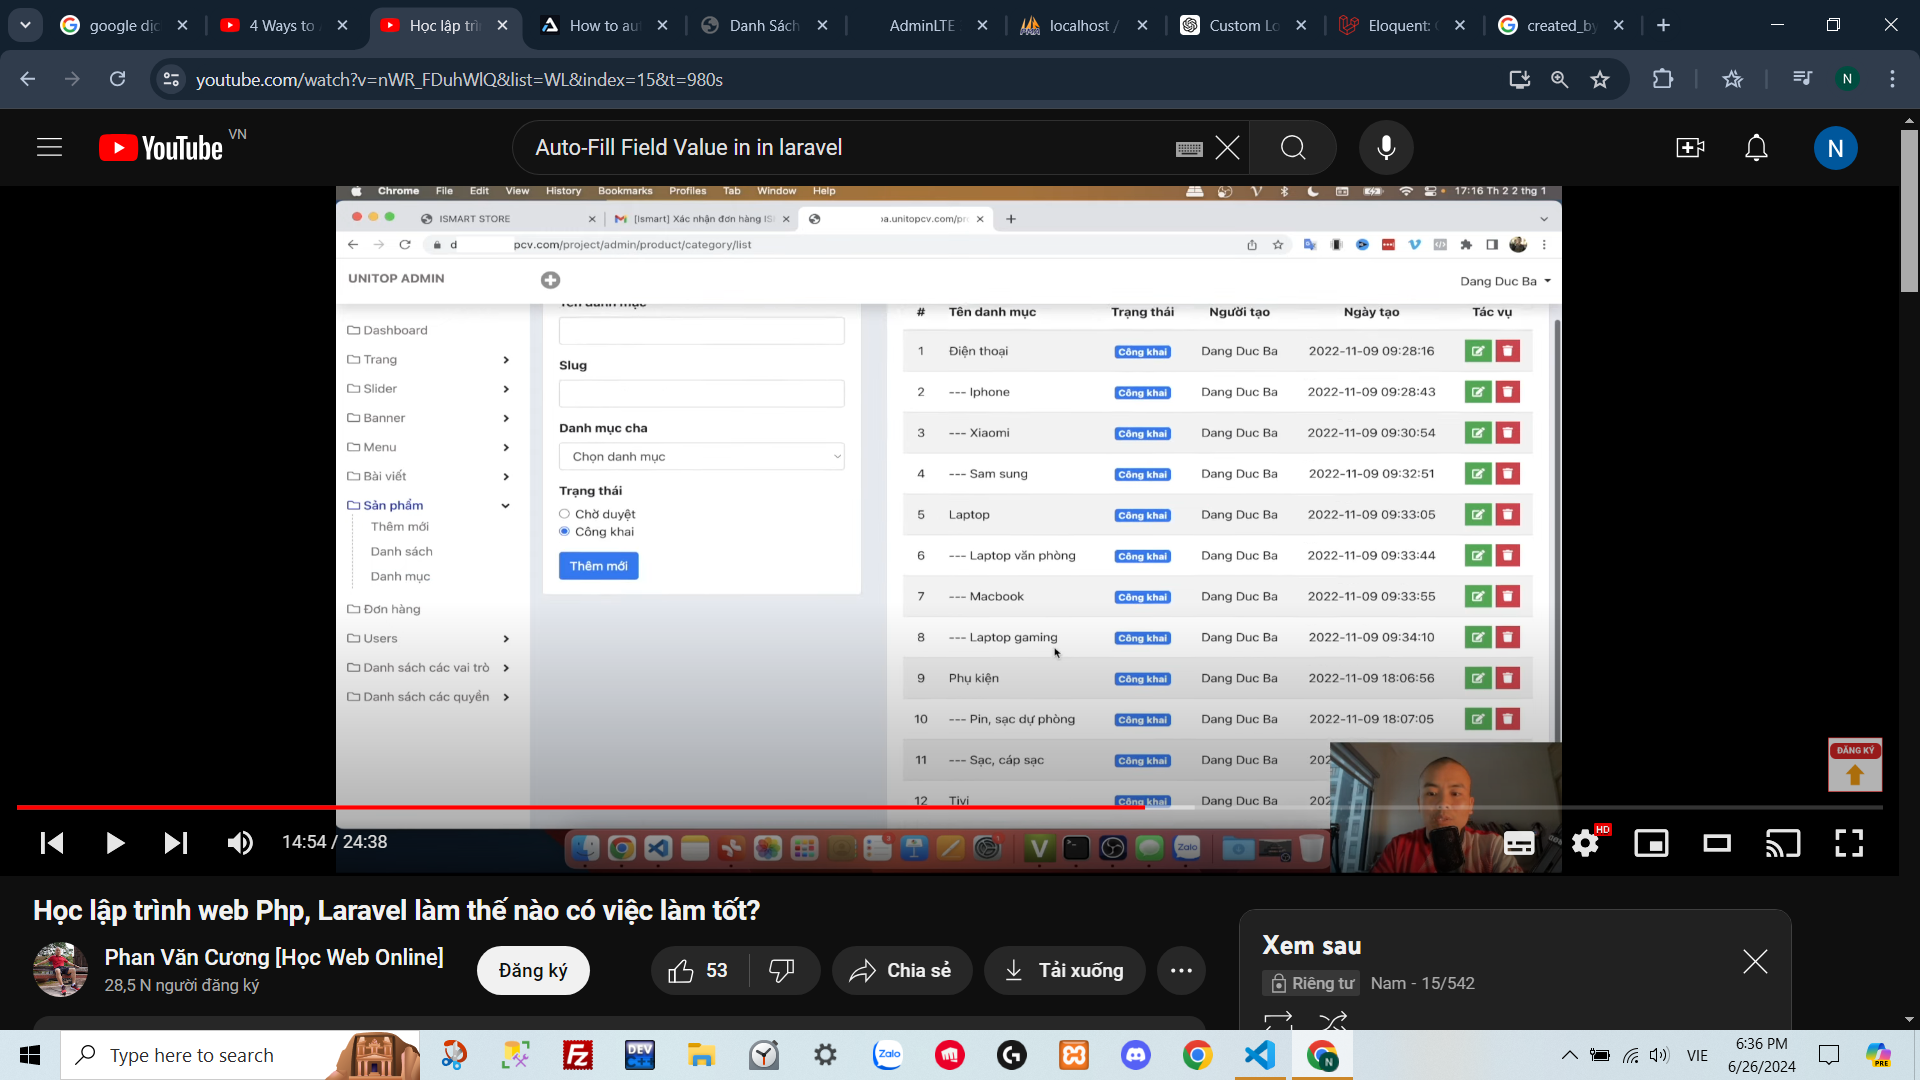 google dịc
4 Ways to
Học lập trì
How to au
Danh Sách
AdminLTE
localhost /
Custom Lo
Eloquent:
created_by
youtube.com/watch?v=nWR_FDuhWlQ&list=WL&index=15&t=980s
N
YouTube VN
Auto-Fill Field Value in in laravel
N
Chrome File Edit View History Bookmarks Profiles Tab Window Help
17:16 Th 2 2 thg 1
ISMART STORE
[Ismart] Xác nhận đơn hàng IS
ɔa.unitopcv.com/pro
d pcv.com/project/admin/product/category/list
UNITOP ADMIN
Dang Duc Ba
Dashboard
Trang
Slider
Banner
Menu
Bài viết
Sản phẩm
Thêm mới
Danh sách
Danh mục
Đơn hàng
Users
Danh sách các vai trò
Danh sách các quyền
Tên danh mục
Slug
Danh mục cha
Chọn danh mục
Trạng thái
Chờ duyệt
Công khai
Thêm mới
# Tên danh mục Trạng thái Người tạo Ngày tạo Tác vụ
1 Điện thoại Công khai Dang Duc Ba 2022-11-09 09:28:16
2 --- Iphone Công khai Dang Duc Ba 2022-11-09 09:28:43
3 --- Xiaomi Công khai Dang Duc Ba 2022-11-09 09:30:54
4 --- Sam sung Công khai Dang Duc Ba 2022-11-09 09:32:51
5 Laptop Công khai Dang Duc Ba 2022-11-09 09:33:05
6 --- Laptop văn phòng Công khai Dang Duc Ba 2022-11-09 09:33:44
7 --- Macbook Công khai Dang Duc Ba 2022-11-09 09:33:55
8 --- Laptop gaming Công khai Dang Duc Ba 2022-11-09 09:34:10
9 Phụ kiện Công khai Dang Duc Ba 2022-11-09 18:06:56
10 --- Pin, sạc dự phòng Công khai Dang Duc Ba 2022-11-09 18:07:05
11 --- Sạc, cáp sạc Công khai Dang Duc Ba 202
12 Tivi Công khai Dang Duc Ba 202
ĐĂNG KÝ
14:54 / 24:38
Zalo
HD
Học lập trình web Php, Laravel làm thế nào có việc làm tốt?
Phan Văn Cương [Học Web Online]
28,5 N người đăng ký
Đăng ký
53
Chia sẻ
Tải xuống
Xem sau
Riêng tư Nam - 15/542
Type here to search
DEV C++
Zalo
N
VIE
6:36 PM
6/26/2024
PRE